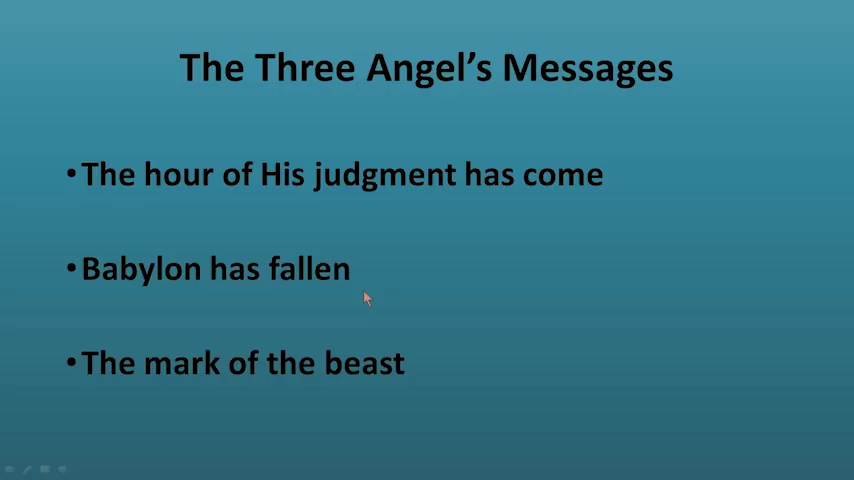 The Three Angel’s Messages
•The hour of His judgment has come
•Babylon has fallen
•The mark of the beast